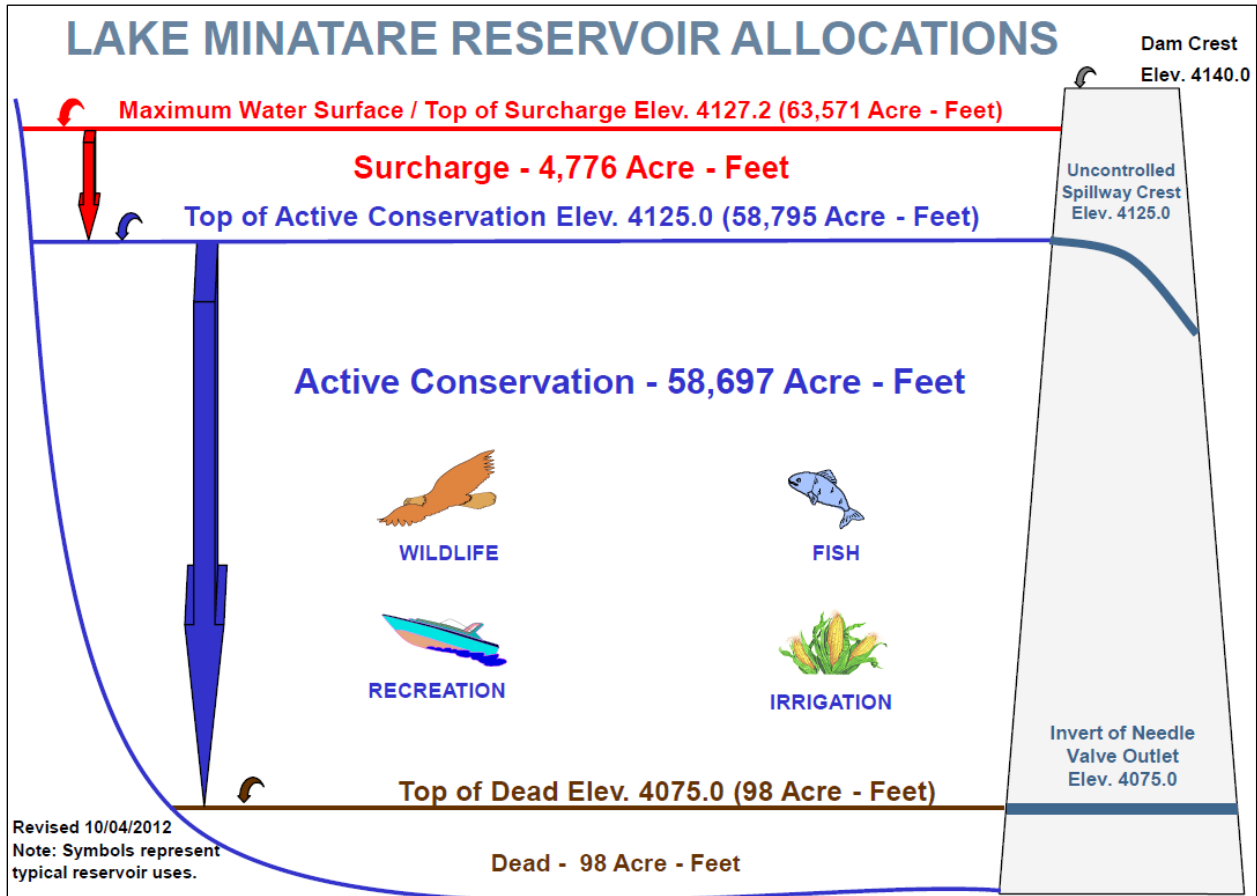 LAKE MINATARE RESERVOIR ALLOCATIONS
Dam Crest
Elev. 4140.0
Maximum Water Surface / Top of Surcharge Elev. 4127.2 (63,571 Acre - Feet)
Surcharge - 4,776 Acre - Feet
Uncontrolled
Spillway Crest
Elev. 4125.0
Top of Active Conservation Elev. 4125.0 (58,795 Acre - Feet)
Active Conservation - 58,697 Acre - Feet
WILDLIFE
FISH
RECREATION
IRRIGATION
Invert of Needle
Valve Outlet
Elev. 4075.0
Top of Dead Elev. 4075.0 (98 Acre - Feet)
Revised 10/04/2012
Note: Symbols represent
typical reservoir uses.
Dead - 98 Acre - Feet